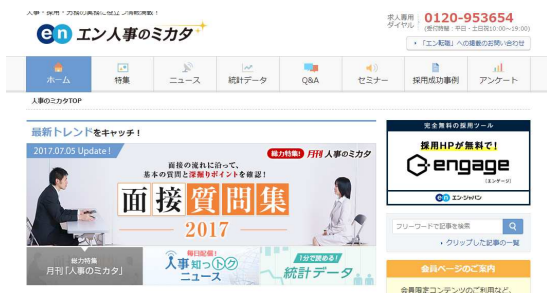 人事・採用・労務の実務に役立つ情報満載！
en エン人事のミカタ
求人専用
ダイヤル
0120-953654
(受付時間：平日・土日祝10:00～19:00)
「エン転職」への掲載のお問い合わせ
ホーム
特集
ニュース
統計データ
Q&A
セミナー
採用成功事例
アンケート
人事のミカタTOP
最新トレンドをキャッチ！
2017.07.05 Update!
総力特集! 月刊 人事のミカタ
面接の流れに沿って、
基本の質問と深掘りポイントを確認！
面接質問集
2017
総力特集
月刊「人事のミカタ」
毎日配信！
人事知っトク
ニュース
1分で読める！
統計データ
完全無料の採用ツール
採用HPが無料で！
engage
(エンゲージ)
en エン・ジャパン
フリーワードで記事を検索
クリップした記事の一覧
会員ページのご案内
会員限定コンテンツのご利用など、